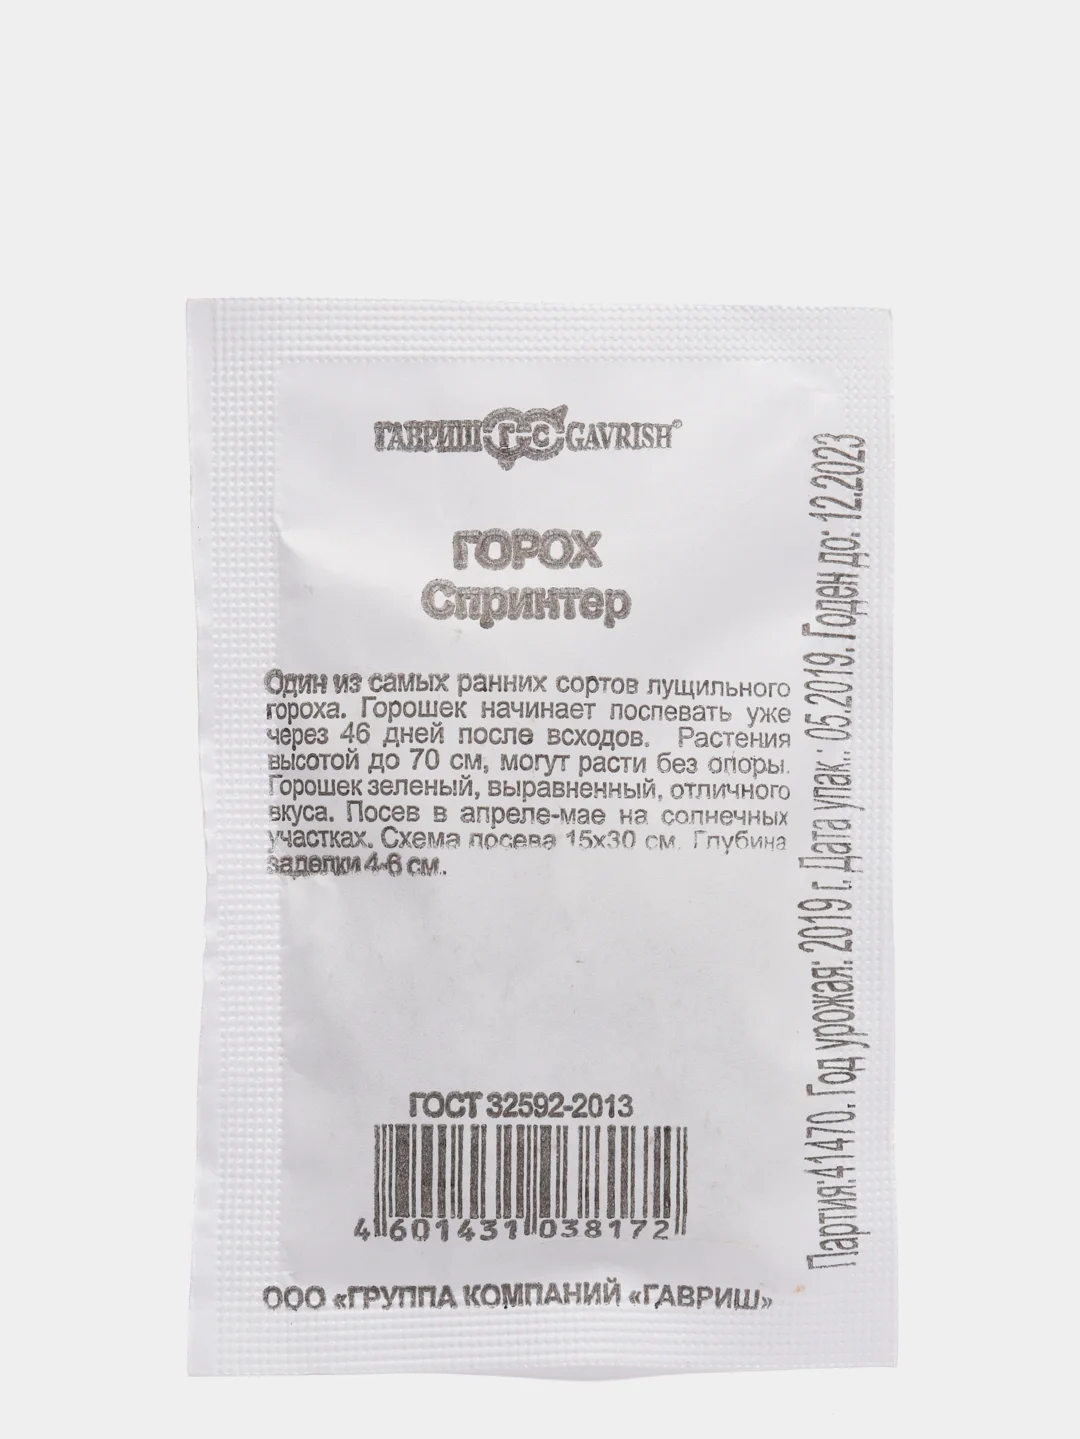 ГАВРИШ ГС GAVRISH®
ГОРОХ
Спринтер
Один из самых ранних сортов лущильного
гороха. Горошек начинает поспевать уже
через 46 дней после всходов. Растения
высотой до 70 см, могут расти без опоры.
Горошек зеленый, выравненный, отличного
вкуса. Посев в апреле-мае на солнечных
участках. Схема посева 15х30 см. Глубина
заделки 4-6 см.
ГОСТ 32592-2013
4 601431 038172
ООО «ГРУППА КОМПАНИЙ «ГАВРИШ»
Партия:41470. Год урожая: 2019 г. Дата упак.: 05.2019. Годен до: 12.2023